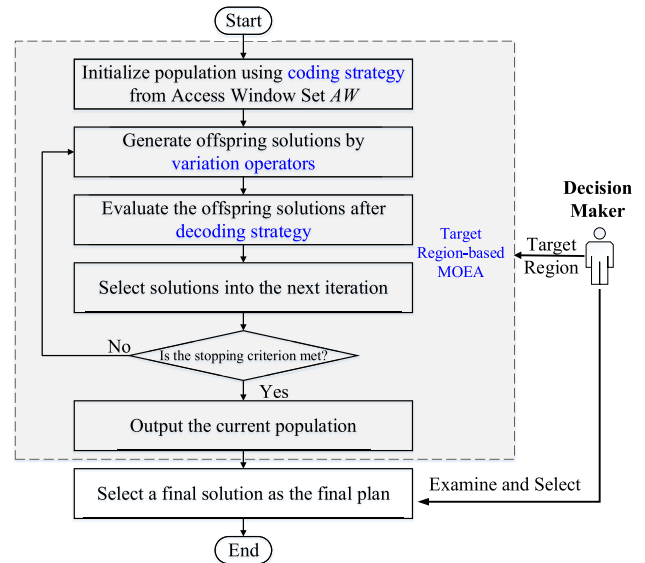 Start
Initialize population using coding strategy
from Access Window Set AW
Generate offspring solutions by
variation operators
Evaluate the offspring solutions after
decoding strategy
Select solutions into the next iteration
No
Is the stopping criterion met?
Yes
Output the current population
Select a final solution as the final plan
End
Target
Region-based
MOEA
Decision
Maker
Target
Region
Examine and Select